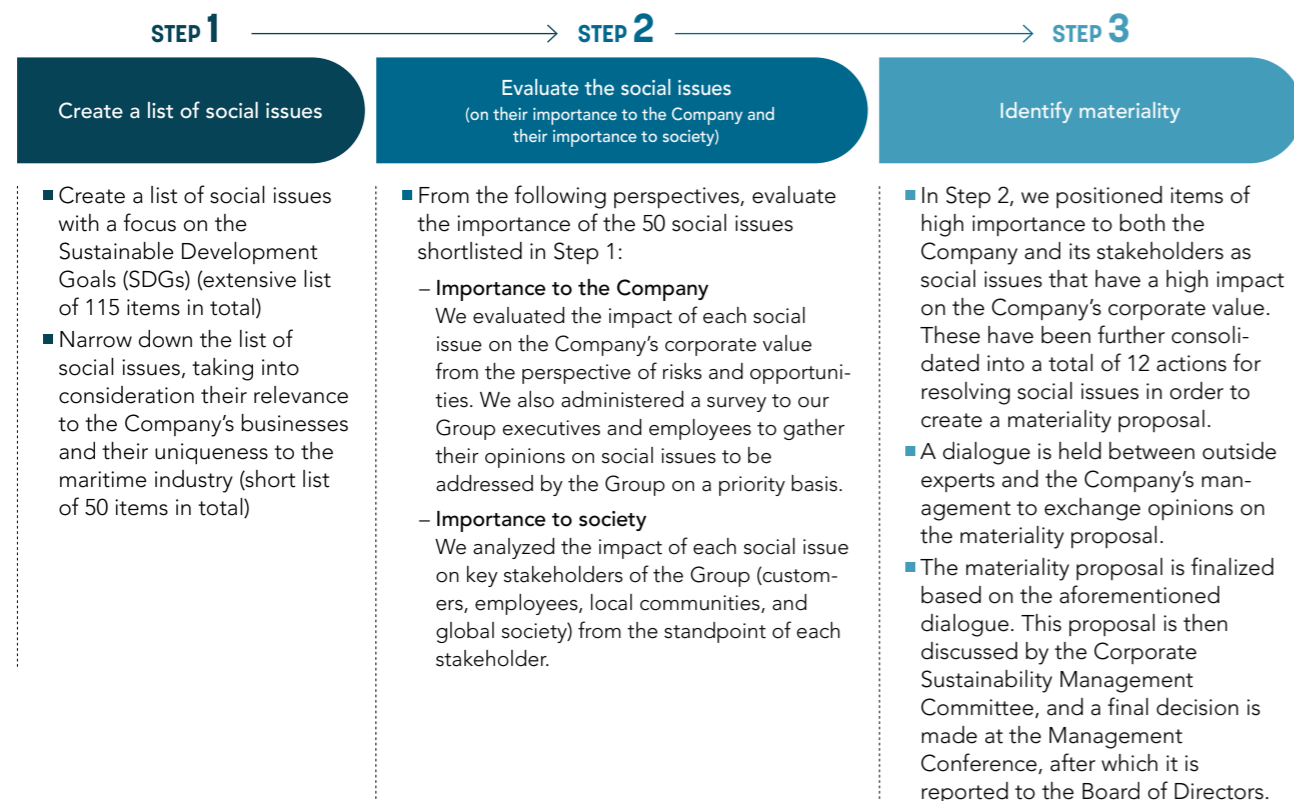 STEP 1
STEP 2
STEP 3
Create a list of social issues
Evaluate the social issues
(on their importance to the Company and
their importance to society)
Identify materiality
Create a list of social issues
with a focus on the
Sustainable Development
Goals (SDGs) (extensive list
of 115 items in total)
Narrow down the list of
social issues, taking into
consideration their relevance
to the Company's businesses
and their uniqueness to the
maritime industry (short list
of 50 items in total)
From the following perspectives, evaluate
the importance of the 50 social issues
shortlisted in Step 1:
– Importance to the Company
We evaluated the impact of each social
issue on the Company's corporate value
from the perspective of risks and opportuni-
ties. We also administered a survey to our
Group executives and employees to gather
their opinions on social issues to be
addressed by the Group on a priority basis.
– Importance to society
We analyzed the impact of each social issue
on key stakeholders of the Group (custom-
ers, employees, local communities, and
global society) from the standpoint of each
stakeholder.
In Step 2, we positioned items of
high importance to both the
Company and its stakeholders as
social issues that have a high impact
on the Company's corporate value.
These have been further consoli-
dated into a total of 12 actions for
resolving social issues in order to
create a materiality proposal.
A dialogue is held between outside
experts and the Company's man-
agement to exchange opinions on
the materiality proposal.
The materiality proposal is finalized
based on the aforementioned
dialogue. This proposal is then
discussed by the Corporate
Sustainability Management
Committee, and a final decision is
made at the Management
Conference, after which it is
reported to the Board of Directors.